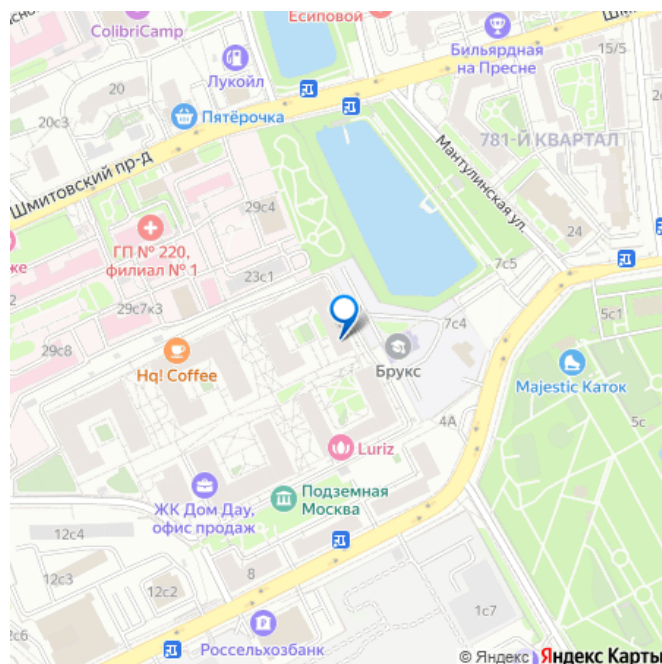 ColibriCamp
Есиповой
Бильярдная
на Пресне
15/5
Лукойл
20
20с3
Пятёрочка
781-Й КВАРТАЛ
Мантулинская ул.
Шмитовский пр-д
29с4
ГП № 220,
филиал № 1
24
7с5
23с1
29с7к3
5с1
7с4
29с8
Hq! Coffee
Брукс
Majestic Каток
4А
5с
Luriz
ЖК Дом Дау,
офис продаж
Подземная
Москва
12с4
12с3
8
12с2
1с7
Россельхозбанк
© Яндекс Яндекс Карты